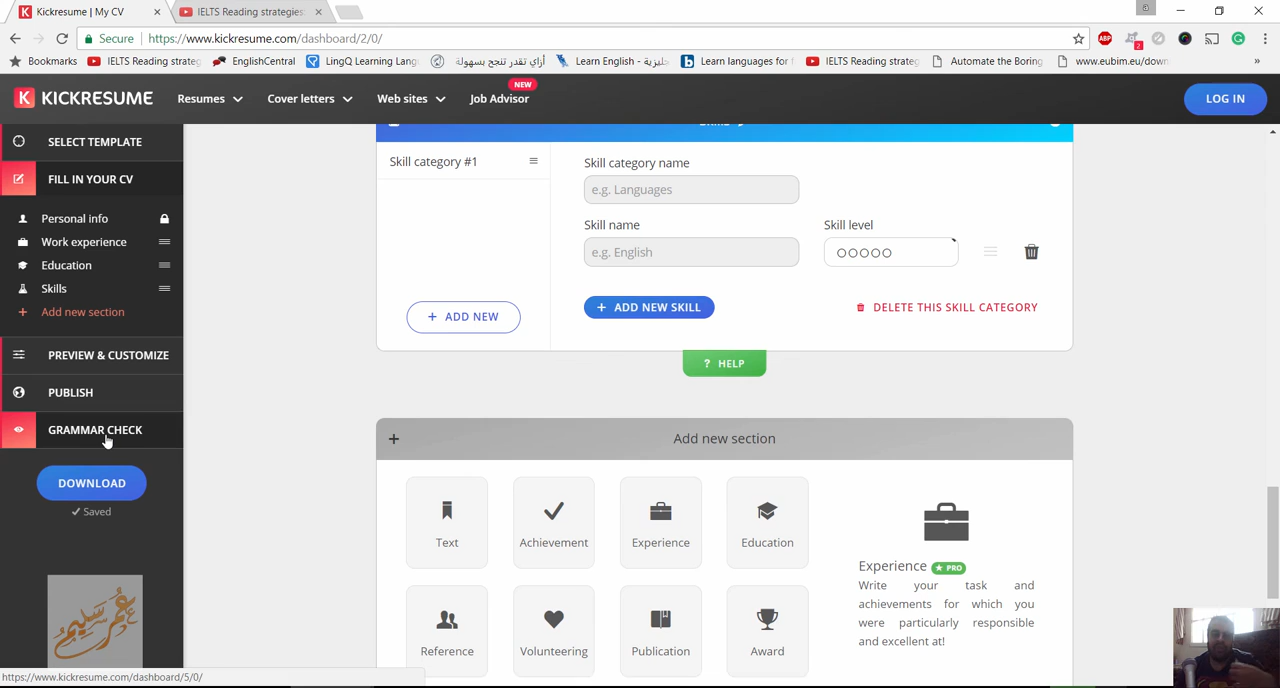 Kickresume | My CV
IELTS Reading strategies:
Secure
https://www.kickresume.com/dashboard/2/0/
ABP
2
Bookmarks
IELTS Reading strateg
EnglishCentral
LingQ Learning Lang
أزاي تقدر تنجح بسهولة
Learn English - جليزية
Learn languages for f
IELTS Reading strateg
Automate the Boring
www.eubim.eu/down
KICKRESUME
Resumes
Cover letters
Web sites
NEW
Job Advisor
LOG IN
SELECT TEMPLATE
FILL IN YOUR CV
Personal info
Work experience
Education
Skills
Add new section
PREVIEW & CUSTOMIZE
PUBLISH
GRAMMAR CHECK
DOWNLOAD
Saved
عمر سليم
Skill category #1
ADD NEW
Skill category name
e.g. Languages
Skill name
Skill level
e.g. English
ADD NEW SKILL
DELETE THIS SKILL CATEGORY
? HELP
Add new section
Text
Achievement
Experience
Education
Reference
Volunteering
Publication
Award
Experience PRO
Write your task and
achievements for which you
were particularly responsible
and excellent at!
https://www.kickresume.com/dashboard/5/0/